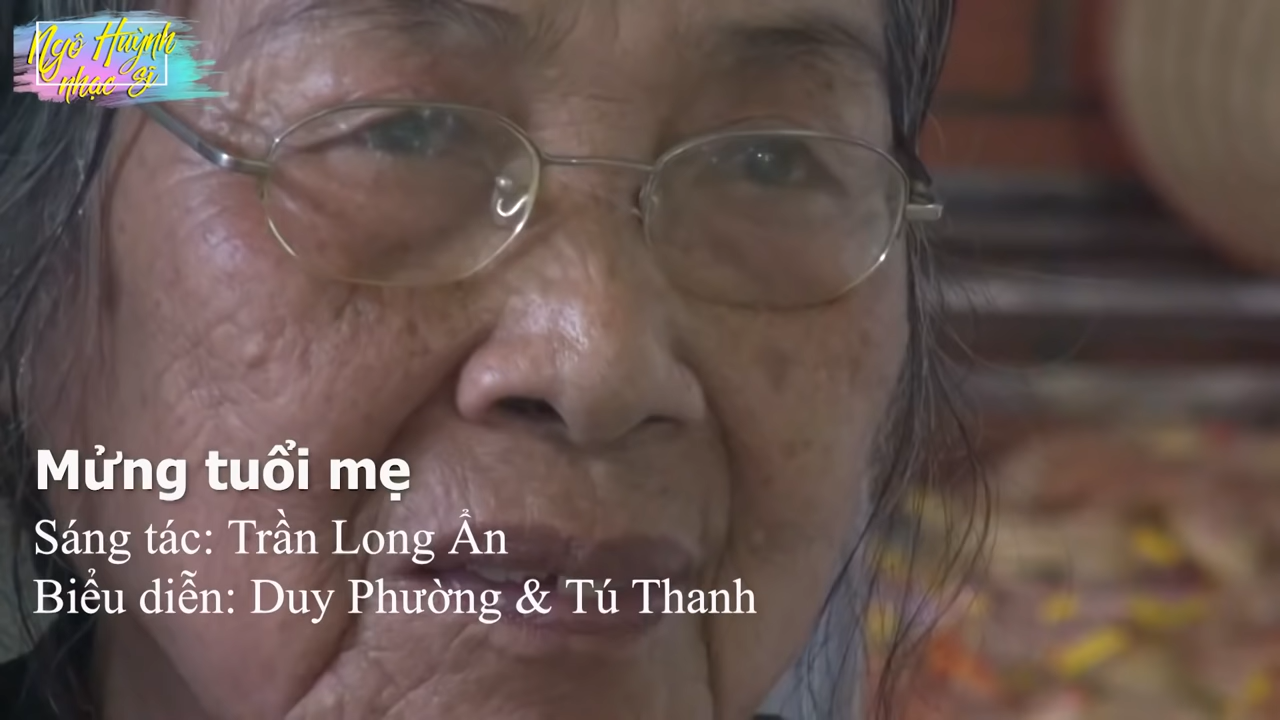 Ngô Huỳnh
nhạc sĩ
Mửng tuổi mẹ
Sáng tác: Trần Long Ẩn
Biểu diễn: Duy Phường & Tú Thanh